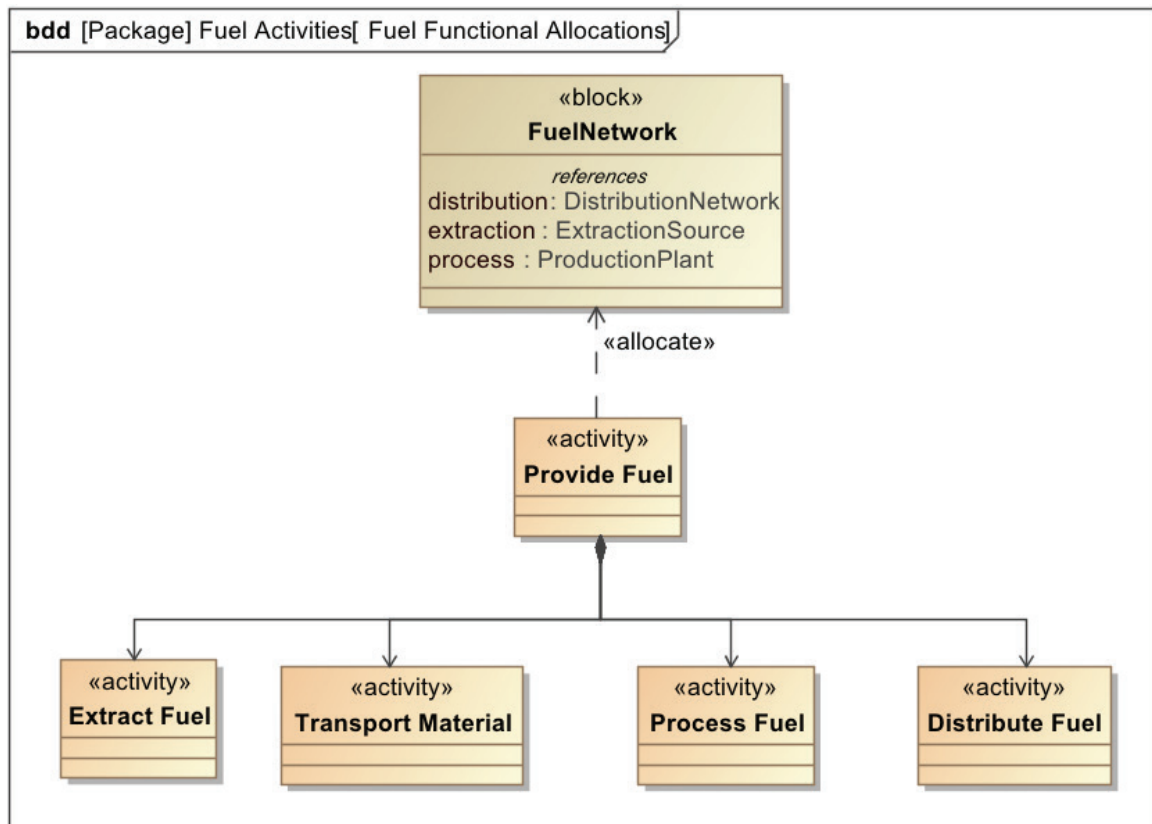 bdd [Package] Fuel Activities[ Fuel Functional Allocations]
«block»
FuelNetwork
references
distribution: DistributionNetwork
extraction : ExtractionSource
process : ProductionPlant
«allocate»
«activity»
Provide Fuel
«activity»
Extract Fuel
«activity»
Transport Material
«activity»
Process Fuel
«activity»
Distribute Fuel